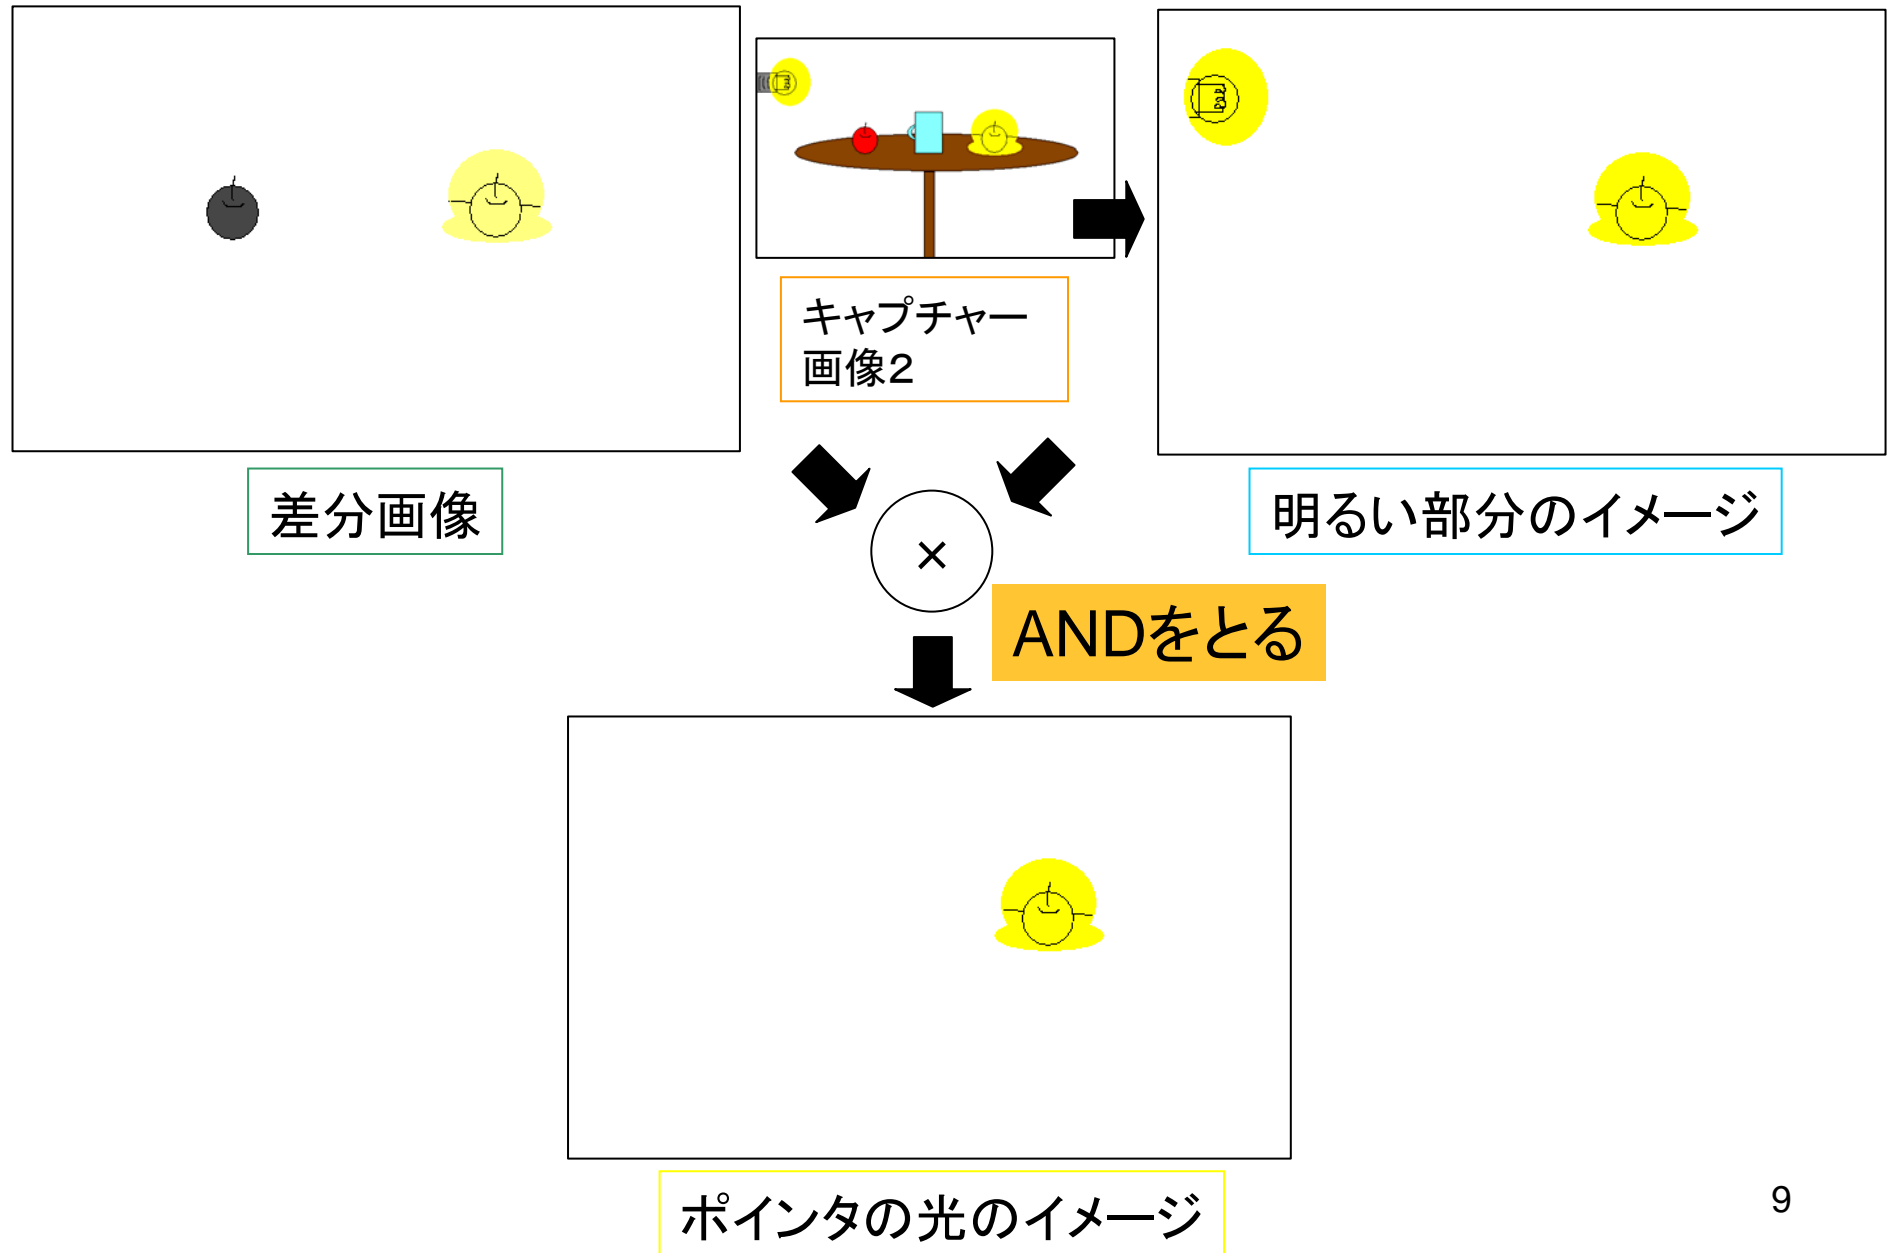 キャプチャー
画像２
差分画像
明るい部分のイメージ
×
ANDをとる
ポインタの光のイメージ
9